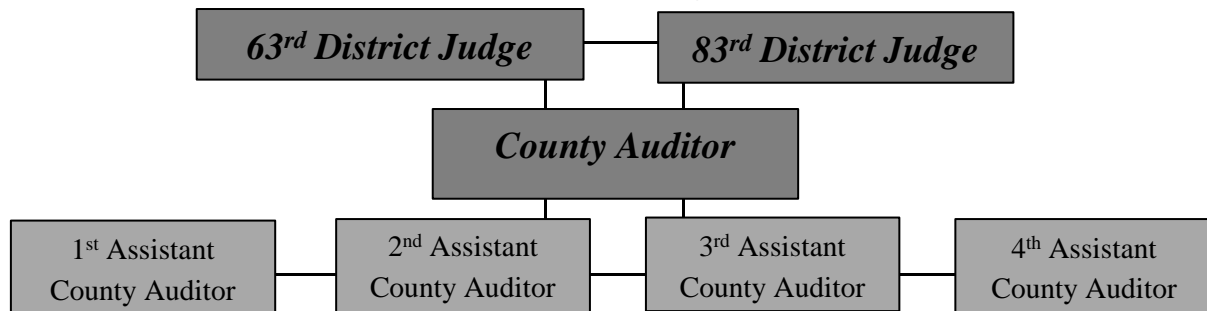 63rd District Judge
83rd District Judge
County Auditor
1st Assistant
County Auditor
2nd Assistant
County Auditor
3rd Assistant
County Auditor
4th Assistant
County Auditor